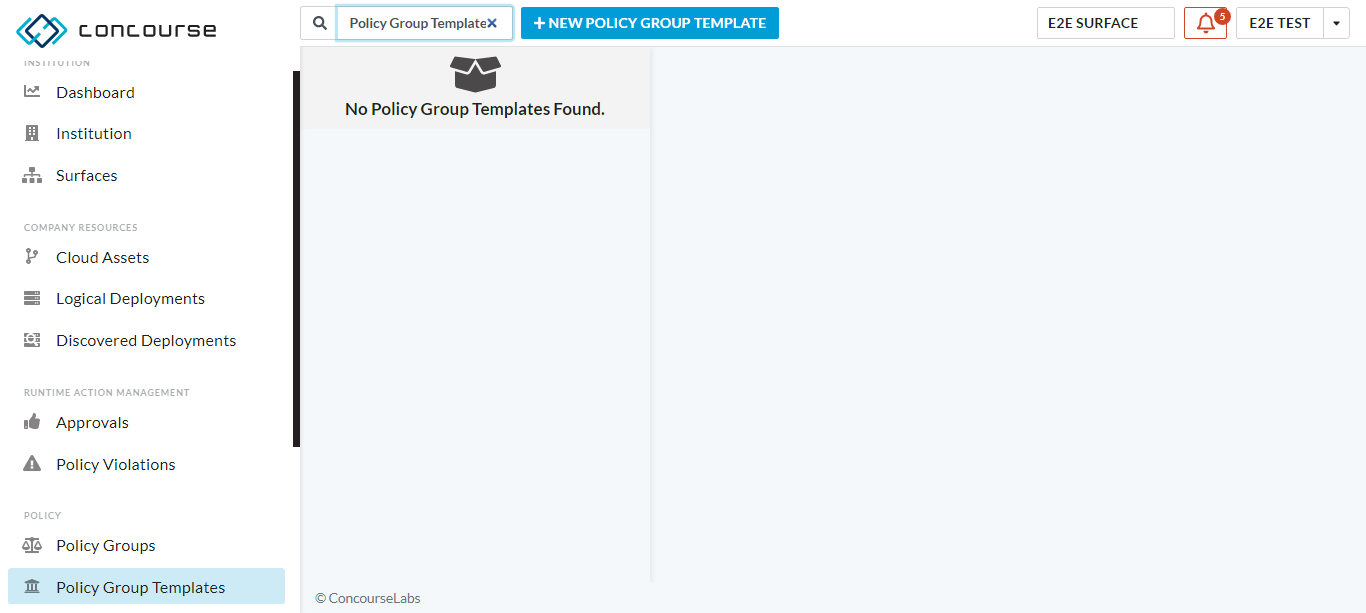 concourse
Policy Group Template
NEW POLICY GROUP TEMPLATE
E2E SURFACE
5
E2E TEST
INSTITUTION
Dashboard
Institution
Surfaces
COMPANY RESOURCES
Cloud Assets
Logical Deployments
Discovered Deployments
RUNTIME ACTION MANAGEMENT
Approvals
Policy Violations
POLICY
Policy Groups
Policy Group Templates
No Policy Group Templates Found.
© ConcourseLabs